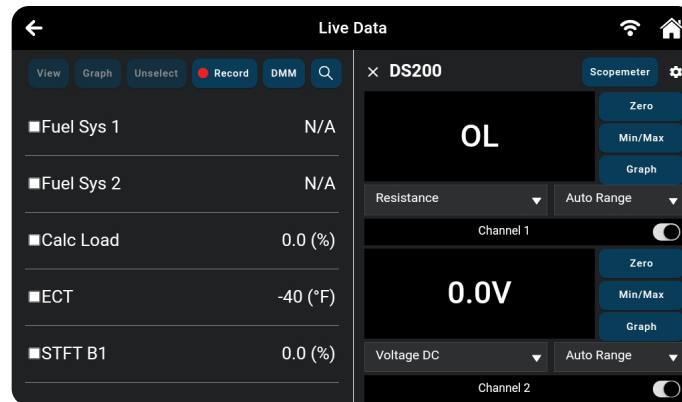 Live Data
View Graph Unselect Record DMM
Fuel Sys 1 N/A
Fuel Sys 2 N/A
Calc Load 0.0 (%)
ECT -40 (°F)
STFT B1 0.0 (%)
× DS200 Scopemeter
OL
Zero
Min/Max
Graph
Resistance Auto Range
Channel 1
0.0V
Zero
Min/Max
Graph
Voltage DC Auto Range
Channel 2